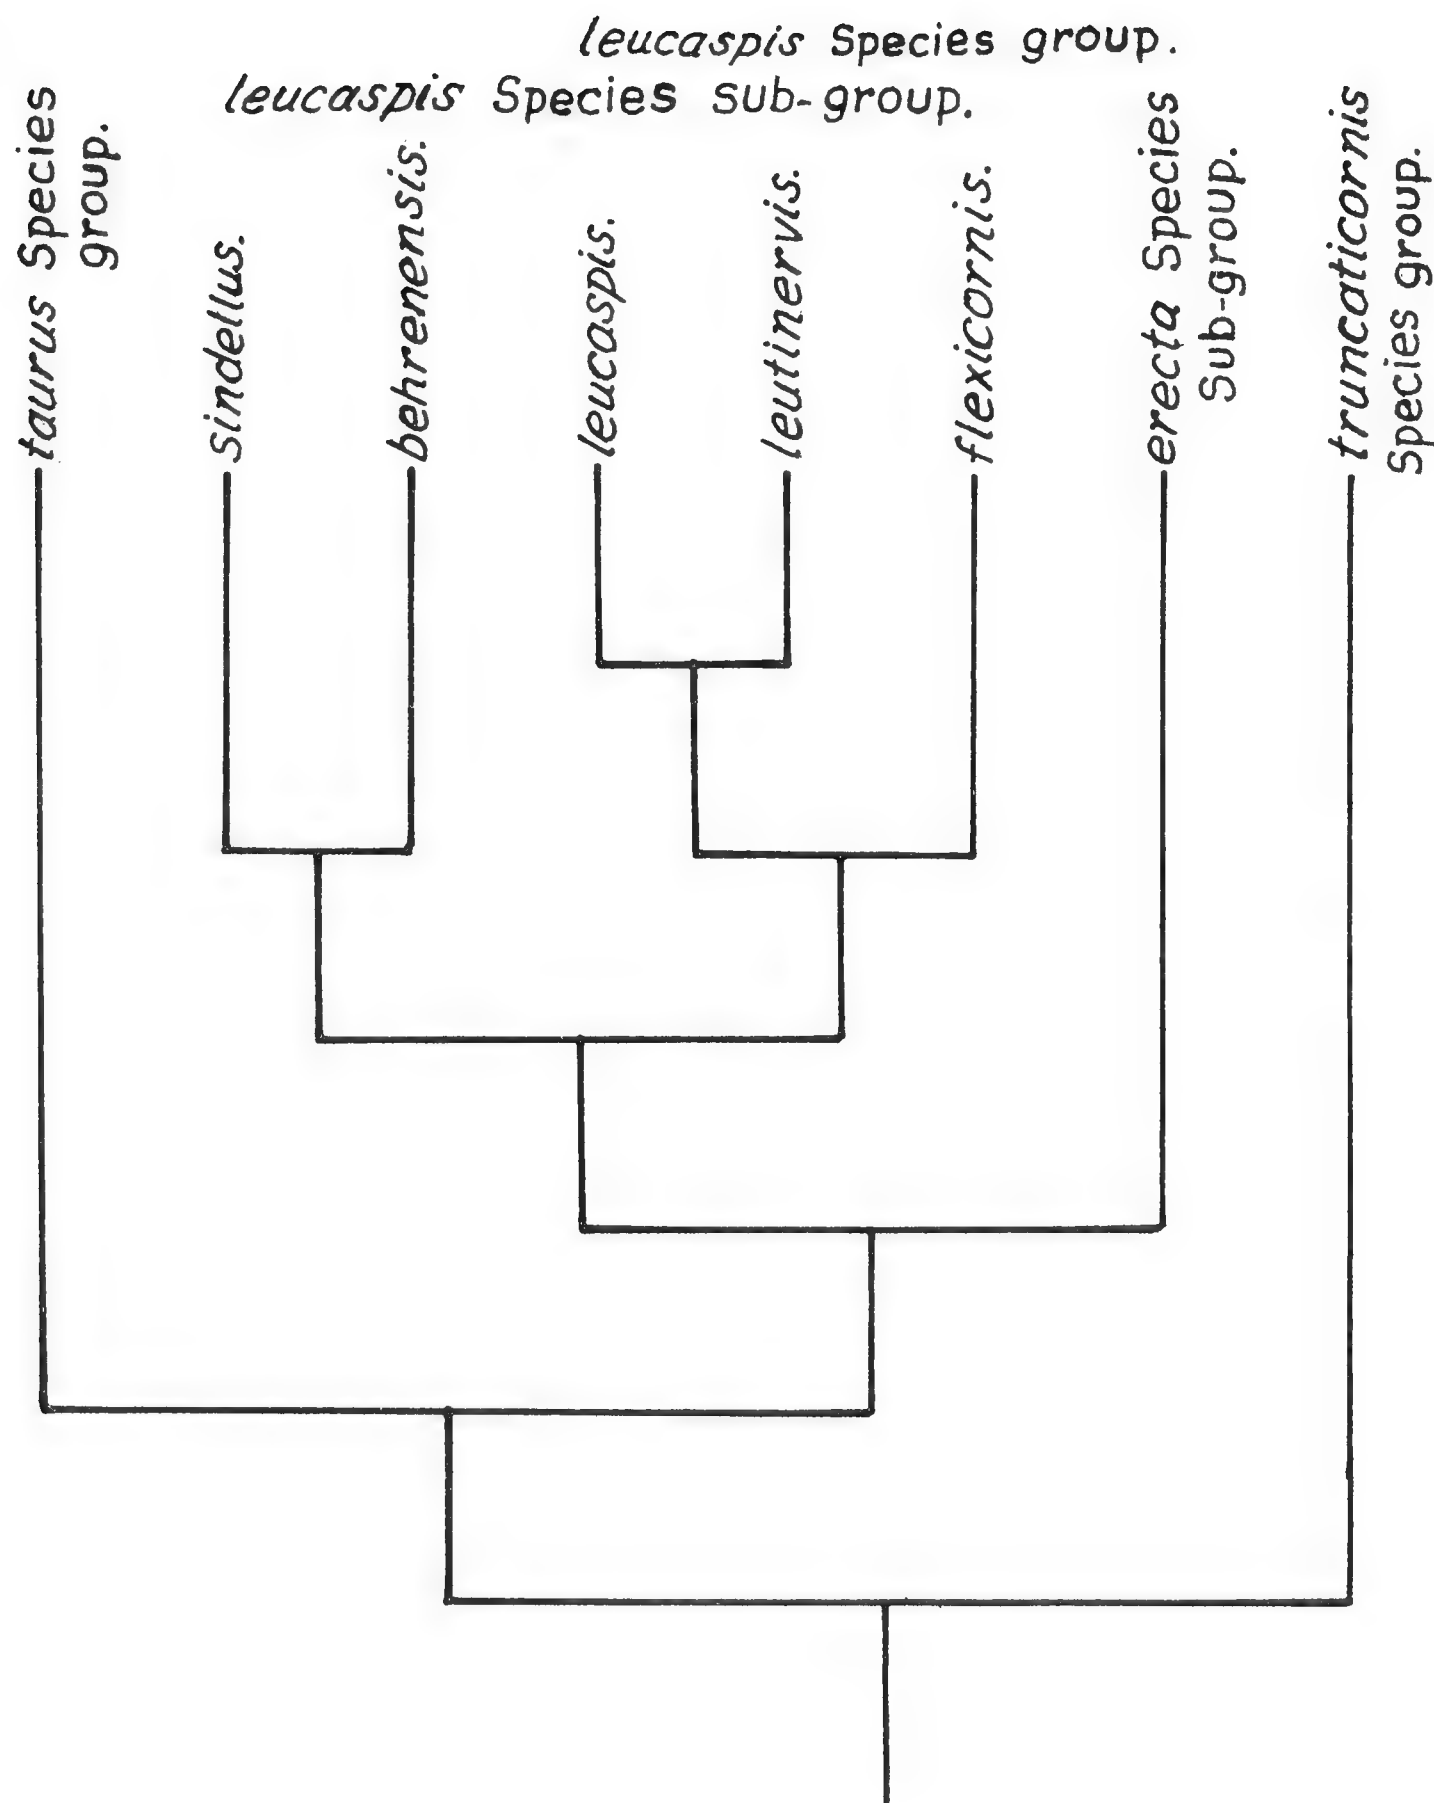 leucaspis Species group.
leucaspis Species sub-group.
taurus Species
group.
sindellus.
behrenensis.
leucaspis.
leutinervis.
flexicornis.
erecta Species
Sub-group.
truncaticornis
Species group.